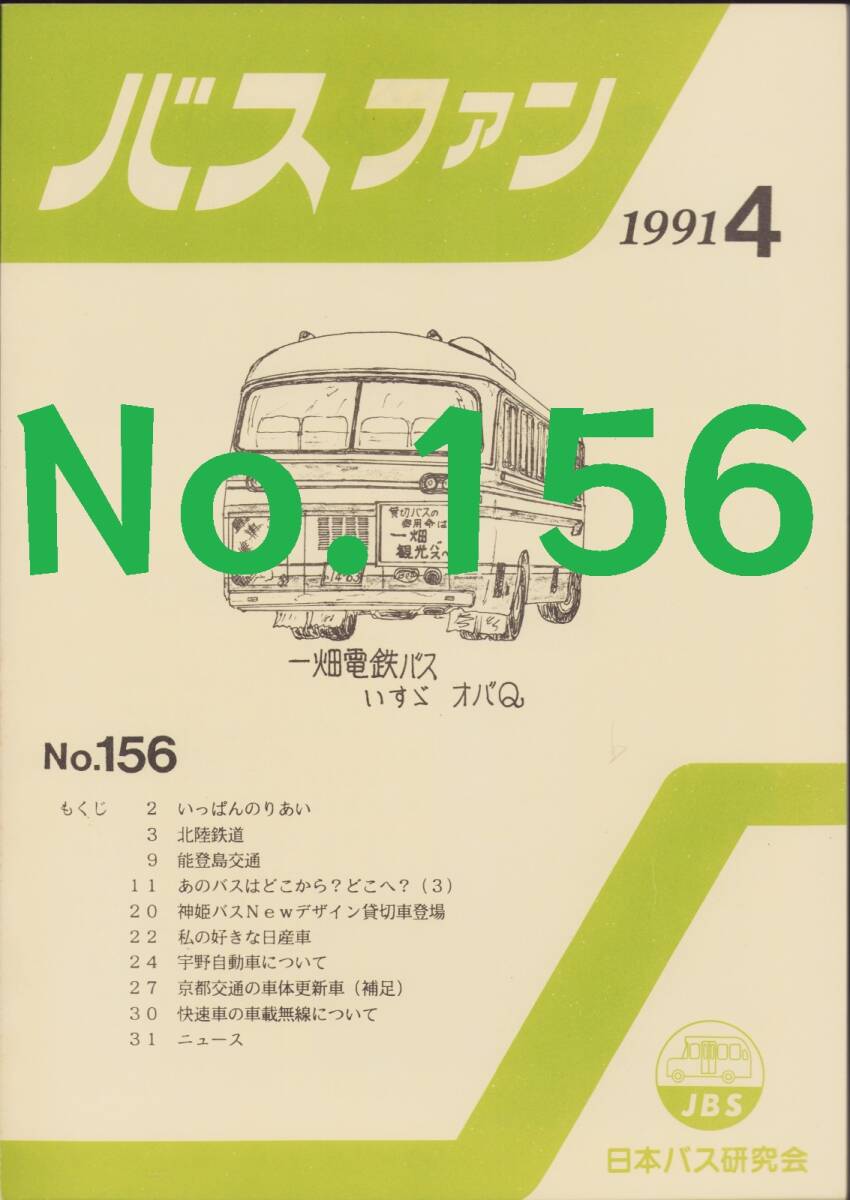 バスファン
1991 4
No.156
貸切バスの
御用命は
一畑
観光バスへ
一畑電鉄バス
いすゞ オバQ
No.156
もくじ 2 いっぱんのりあい
3 北陸鉄道
9 能登島交通
11 あのバスはどこから?どこへ?(3)
20 神姫バスNewデザイン貸切車登場
22 私の好きな日産車
24 宇野自動車について
27 京都交通の車体更新車(補足)
30 快速車の車載無線について
31 ニュース
JBS
日本バス研究会